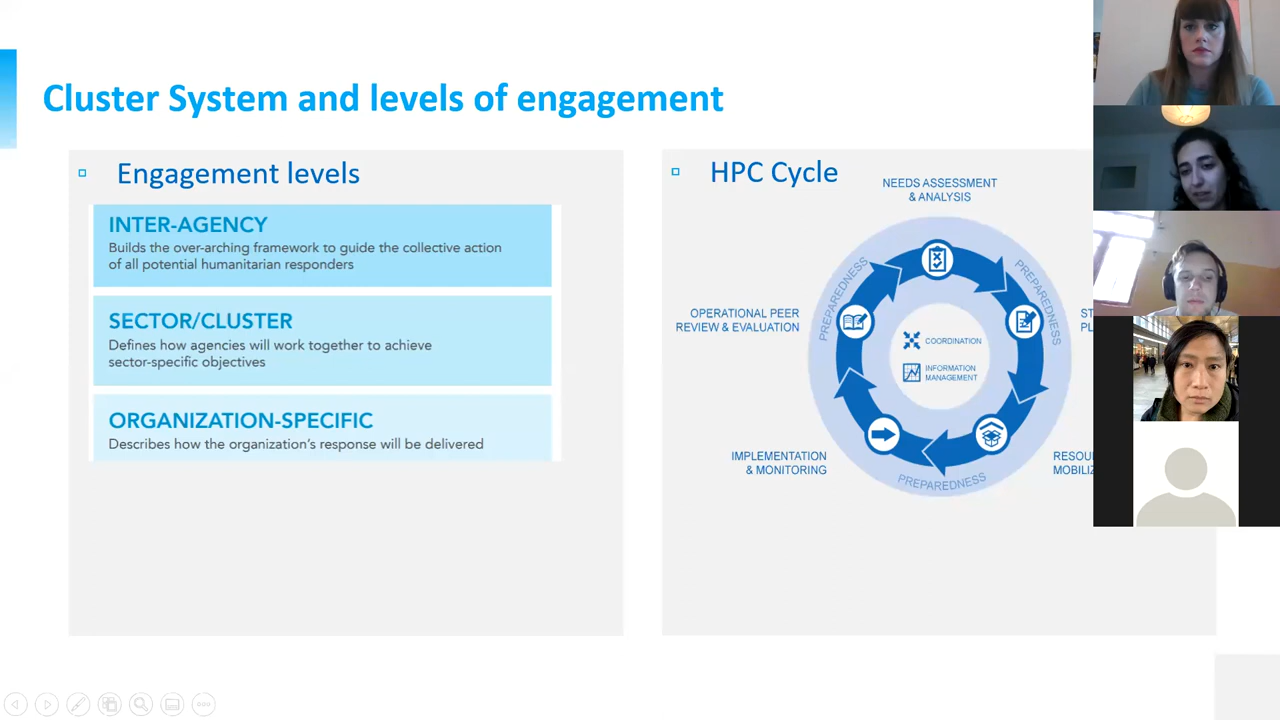 Cluster System and levels of engagement
Engagement levels
INTER-AGENCY
Builds the over-arching framework to guide the collective action
of all potential humanitarian responders
SECTOR/CLUSTER
Defines how agencies will work together to achieve
sector-specific objectives
ORGANIZATION-SPECIFIC
Describes how the organization's response will be delivered
HPC Cycle
NEEDS ASSESSMENT
& ANALYSIS
PREPAREDNESS
PREPAREDNESS
OPERATIONAL PEER
REVIEW & EVALUATION
COORDINATION
INFORMATION
MANAGEMENT
IMPLEMENTATION
& MONITORING
PREPAREDNESS